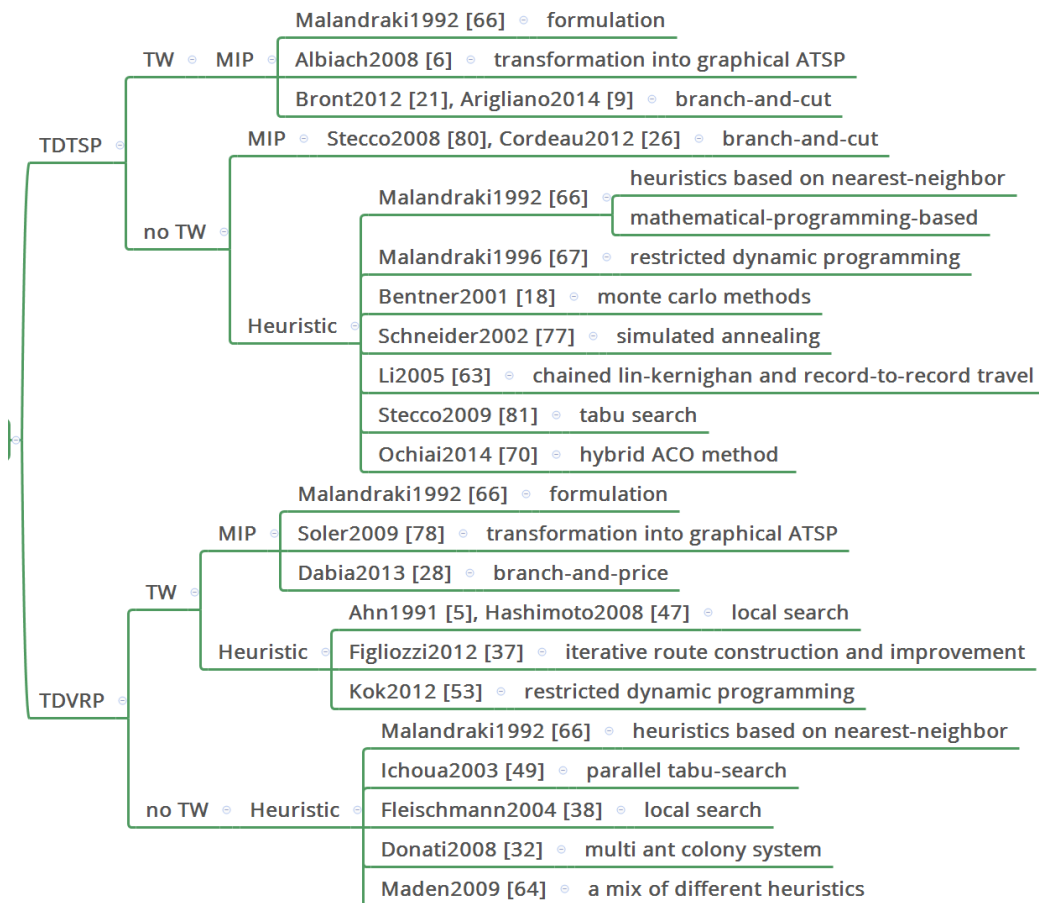 Malandraki1992 [66] formulation
TW MIP Albiach2008 [6] transformation into graphical ATSP
Bront2012 [21], Arigliano2014 [9] branch-and-cut
TDTSP MIP Stecco2008 [80], Cordeau2012 [26] branch-and-cut
heuristics based on nearest-neighbor
Malandraki1992 [66]
mathematical-programming-based
no TW
Malandraki1996 [67] restricted dynamic programming
Bentner2001 [18] monte carlo methods
Heuristic Schneider2002 [77] simulated annealing
Li2005 [63] chained lin-kernighan and record-to-record travel
Stecco2009 [81] tabu search
Ochiai2014 [70] hybrid ACO method
Malandraki1992 [66] formulation
MIP Soler2009 [78] transformation into graphical ATSP
Dabia2013 [28] branch-and-price
TW
Ahn1991 [5], Hashimoto2008 [47] local search
Heuristic Figliozzi2012 [37] iterative route construction and improvement
Kok2012 [53] restricted dynamic programming
TDVRP
Malandraki1992 [66] heuristics based on nearest-neighbor
Ichoua2003 [49] parallel tabu-search
no TW Heuristic Fleischmann2004 [38] local search
Donati2008 [32] multi ant colony system
Maden2009 [64] a mix of different heuristics